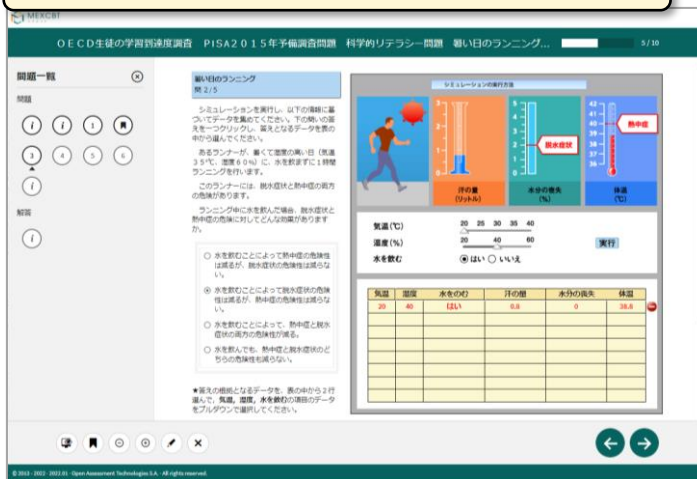 MEXCBT
OECD生徒の学習到達度調査 PISA2015年予備調査問題 科学的リテラシー問題 暑い日のランニング...
5/10
問題一覧
問題
i
i
1
3
4
5
6
i
解答
i
暑い日のランニング
問 2/5
シミュレーションを実行し、以下の情報に基
づいてデータを集めてください。下の問いの答
えを一つクリックし、答えとなるデータを表の
中から選んでください。
あるランナーが、暑くて湿度の高い日（気温
35℃、湿度60%）に、水を飲まずに1時間
ランニングを行います。
このランナーには、脱水症状と熱中症の両方
の危険があります。
ランニング中に水を飲んだ場合、脱水症状と
熱中症の危険に対してどんな効果があります
か。
水を飲むことによって熱中症の危険性
は減るが、脱水症状の危険性は減らな
い。
水を飲むことによって脱水症状の危険
性は減るが、熱中症の危険性は減らな
い。
水を飲むことによって、熱中症と脱水
症状の両方の危険性が減る。
水を飲んでも、熱中症と脱水症状のど
ちらの危険性も減らない。
★答えの根拠となるデータを、表の中から2行
選んで、気温，湿度，水を飲むの項目のデータ
をプルダウンで選択してください。
シミュレーションの実行方法
3
2
1
汗の量
(リットル)
5
4
3
2
1
脱水症状
水分の喪失
(%)
42
41
40
39
38
37
36
熱中症
体温
(℃)
気温(℃)
20 25 30 35 40
湿度(%)
20 40 60
水を飲む
はい いいえ
実行
気温 湿度 水をのむ 汗の量 水分の喪失 体温
20 40 はい 0.8 0 38.8
© 2013 - 2022 · 2022.01 · Open Assessment Technologies S.A. · All rights reserved.